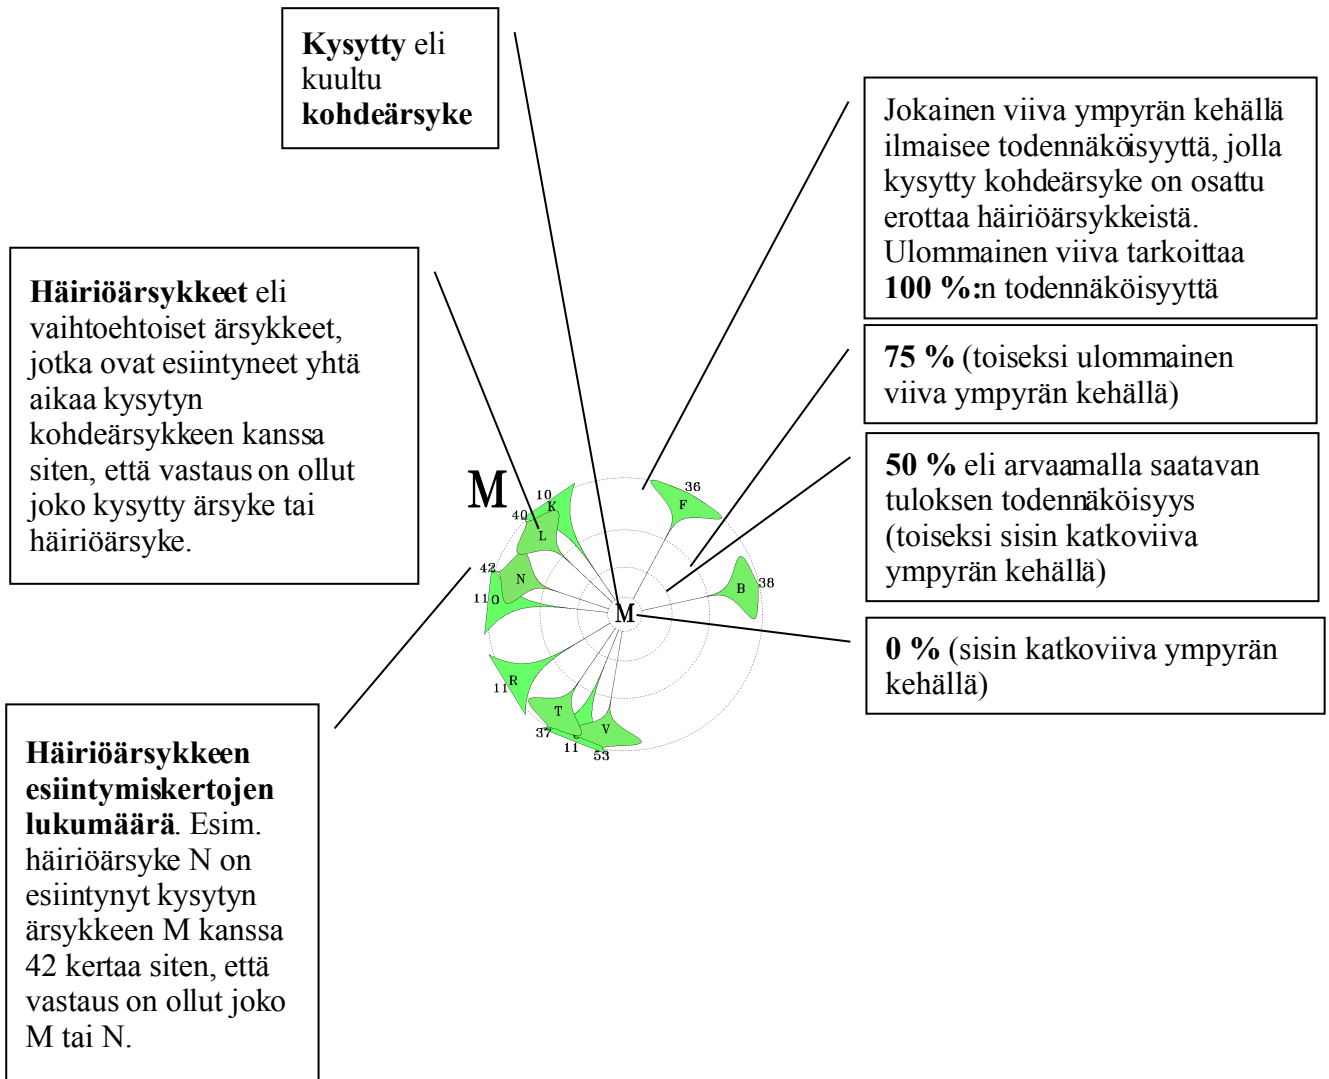 Kysytty eli
kuultu
kohdeärsyke
Jokainen viiva ympyrän kehällä
ilmaisee todennäköisyyttä, jolla
kysytty kohdeärsyke on osattu
erottaa häiriöärsykkeistä.
Ulommainen viiva tarkoittaa
100 %:n todennäköisyyttä
Häiriöärsykkeet eli
vaihtoehtoiset ärsykkeet,
jotka ovat esiintyneet yhtä
aikaa kysytyn
kohdeärsykkeen kanssa
siten, että vastaus on ollut
joko kysytty ärsyke tai
häiriöärsyke.
75 % (toiseksi ulommainen
viiva ympyrän kehällä)
50 % eli arvaamalla saatavan
tuloksen todennäköisyys
(toiseksi sisin katkoviiva
ympyrän kehällä)
0 % (sisin katkoviiva ympyrän
kehällä)
M
10
K
36
F
40
L
42
N
B
38
11
O
M
R
11
T
V
37
11
53
Häiriöärsykkeen
esiintymiskertojen
lukumäärä. Esim.
häiriöärsyke N on
esiintynyt kysytyn
ärsykkeen M kanssa
42 kertaa siten, että
vastaus on ollut joko
M tai N.